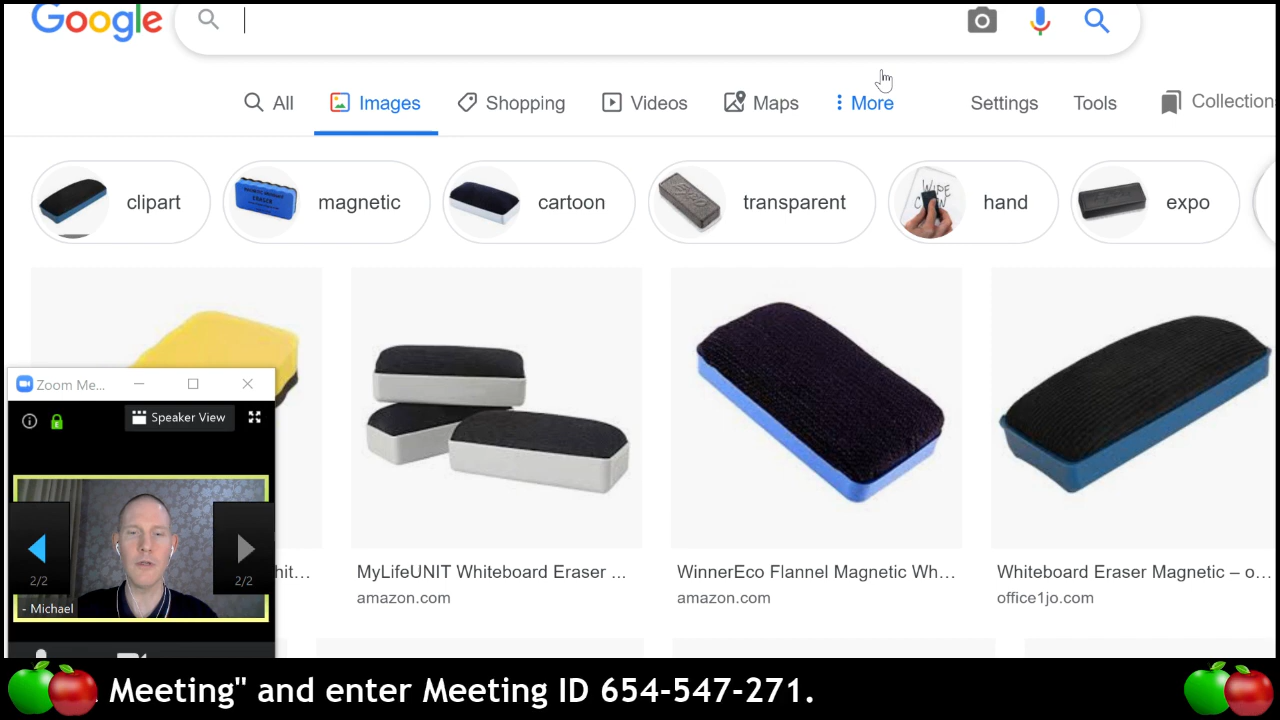 Google
All Images Shopping Videos Maps More Settings Tools Collection
clipart magnetic cartoon transparent hand expo
Zoom Me...
Speaker View
2/2 2/2
- Michael
hit...
MyLifeUNIT Whiteboard Eraser ...
amazon.com
WinnerEco Flannel Magnetic Wh...
amazon.com
Whiteboard Eraser Magnetic – o...
office1jo.com
Meeting" and enter Meeting ID 654-547-271.